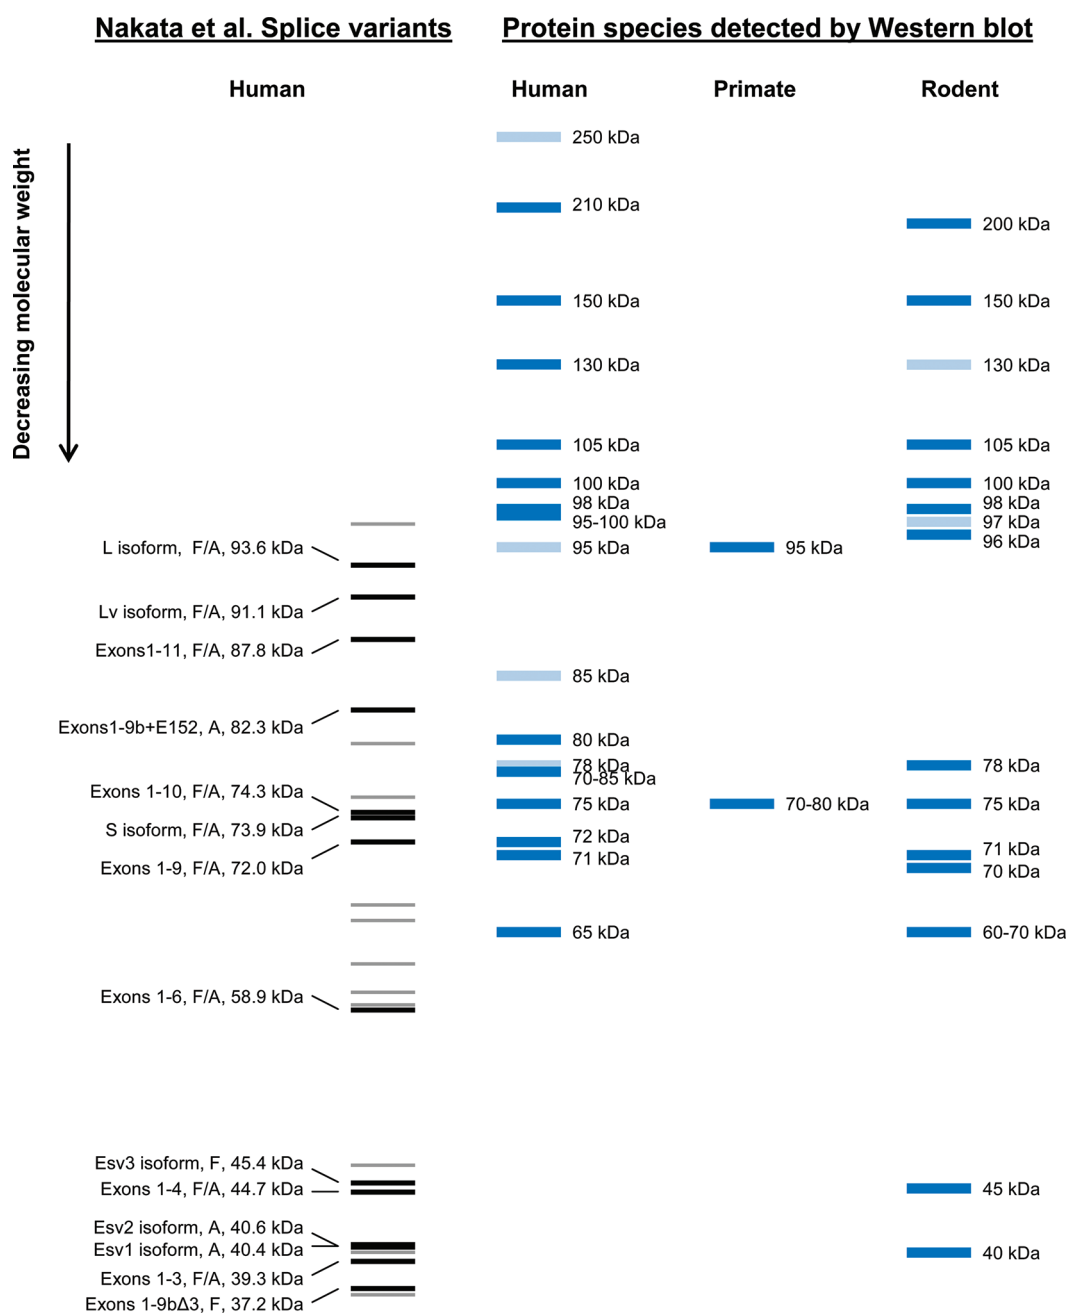 Nakata et al. Splice variants
Protein species detected by Western blot
Human
Human
Primate
Rodent
Decreasing molecular weight
L isoform, F/A, 93.6 kDa
Lv isoform, F/A, 91.1 kDa
Exons1-11, F/A, 87.8 kDa
Exons1-9b+E152, A, 82.3 kDa
Exons 1-10, F/A, 74.3 kDa
S isoform, F/A, 73.9 kDa
Exons 1-9, F/A, 72.0 kDa
Exons 1-6, F/A, 58.9 kDa
Esv3 isoform, F, 45.4 kDa
Exons 1-4, F/A, 44.7 kDa
Esv2 isoform, A, 40.6 kDa
Esv1 isoform, A, 40.4 kDa
Exons 1-3, F/A, 39.3 kDa
Exons 1-9bΔ3, F, 37.2 kDa
250 kDa
210 kDa
150 kDa
130 kDa
105 kDa
100 kDa
98 kDa
95-100 kDa
95 kDa
85 kDa
80 kDa
78 kDa
70-85 kDa
75 kDa
72 kDa
71 kDa
65 kDa
95 kDa
70-80 kDa
200 kDa
150 kDa
130 kDa
105 kDa
100 kDa
98 kDa
97 kDa
96 kDa
78 kDa
75 kDa
71 kDa
70 kDa
60-70 kDa
45 kDa
40 kDa